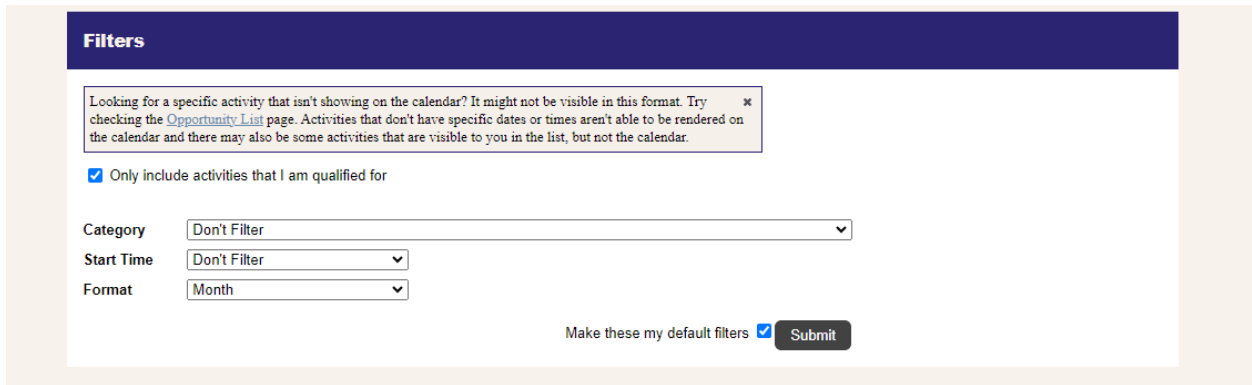 Filters
Looking for a specific activity that isn't showing on the calendar? It might not be visible in this format. Try
checking the Opportunity List page. Activities that don't have specific dates or times aren't able to be rendered on
the calendar and there may also be some activities that are visible to you in the list, but not the calendar.
Only include activities that I am qualified for
Category Don't Filter
Start Time Don't Filter
Format Month
Make these my default filters Submit